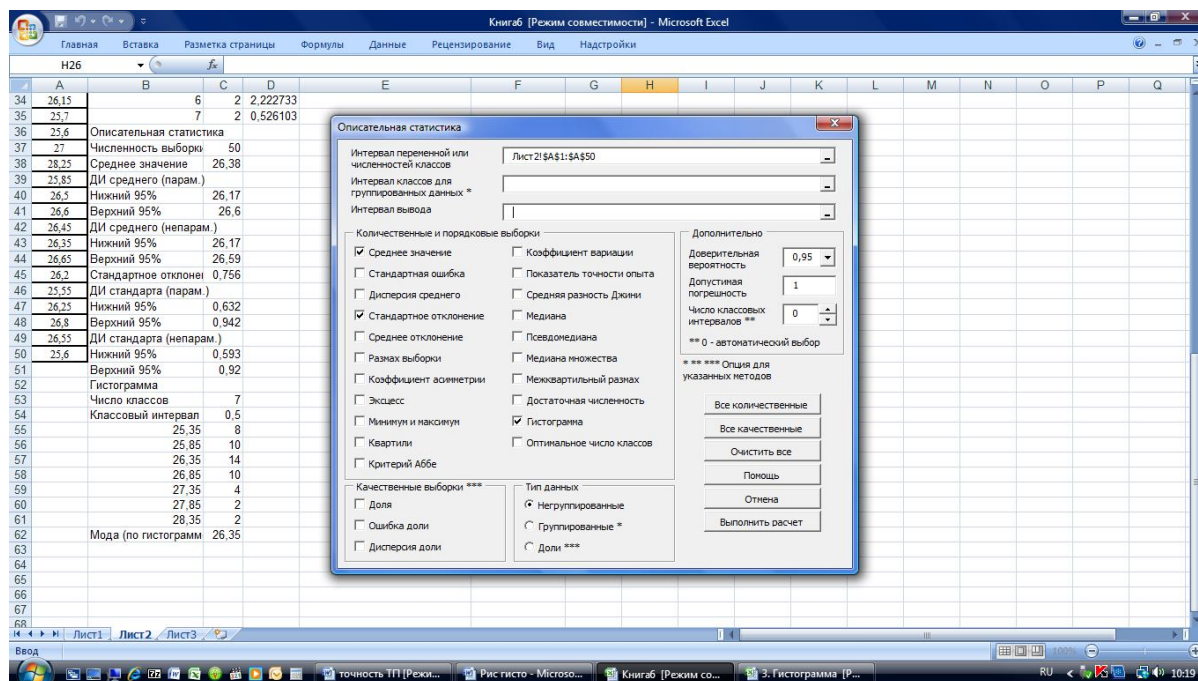 Книга6 [Режим совместимости] - Microsoft Excel
Главная Вставка Разметка страницы Формулы Данные Рецензирование Вид Надстройки
H26 fx
A B C D E F G H I J K L M N O P Q
34 26,15 6 2 2,222733
35 25,7 7 2 0,526103
36 25,6 Описательная статистика
37 27 Численность выборки 50
38 28,25 Среднее значение 26,38
39 25,85 ДИ среднего (парам.)
40 26,5 Нижний 95% 26,17
41 26,6 Верхний 95% 26,6
42 26,45 ДИ среднего (непарам.)
43 26,35 Нижний 95% 26,17
44 26,65 Верхний 95% 26,59
45 26,2 Стандартное отклоне 0,756
46 25,55 ДИ стандарта (парам.)
47 26,25 Нижний 95% 0,632
48 26,8 Верхний 95% 0,942
49 26,55 ДИ стандарта (непарам.)
50 25,6 Нижний 95% 0,593
51 Верхний 95% 0,92
52 Гистограмма
53 Число классов 7
54 Классовый интервал 0,5
55 25,35 8
56 25,85 10
57 26,35 14
58 26,85 10
59 27,35 4
60 27,85 2
61 28,35 2
62 Мода (по гистограмм 26,35
63
64
65
66
67
68
Описательная статистика
Интервал переменной или численностей классов Лист2!$A$1:$A$50
Интервал классов для группированных данных *
Интервал вывода
Количественные и порядковые выборки
Среднее значение
Стандартная ошибка
Дисперсия среднего
Стандартное отклонение
Среднее отклонение
Размах выборки
Коэффициент асимметрии
Эксцесс
Минимум и максимум
Квартили
Критерий Аббе
Коэффициент вариации
Показатель точности опыта
Средняя разность Джини
Медиана
Псевдомедиана
Медиана множества
Межквартильный размах
Достаточная численность
Гистограмма
Оптимальное число классов
Дополнительно
Доверительная вероятность 0,95
Допустимая погрешность 1
Число классовых интервалов ** 0
** 0 - автоматический выбор
* ** *** Опция для указанных методов
Все количественные
Все качественные
Очистить все
Помощь
Отмена
Выполнить расчет
Качественные выборки ***
Доля
Ошибка доли
Дисперсия доли
Тип данных
Негруппированные
Группированные *
Доли ***
Лист1 Лист2 Лист3
Ввод 100%
точность ТП [Режи... Рис гисто - Microso... Книга6 [Режим со... 3. Гистограмма [Р... RU 10:19